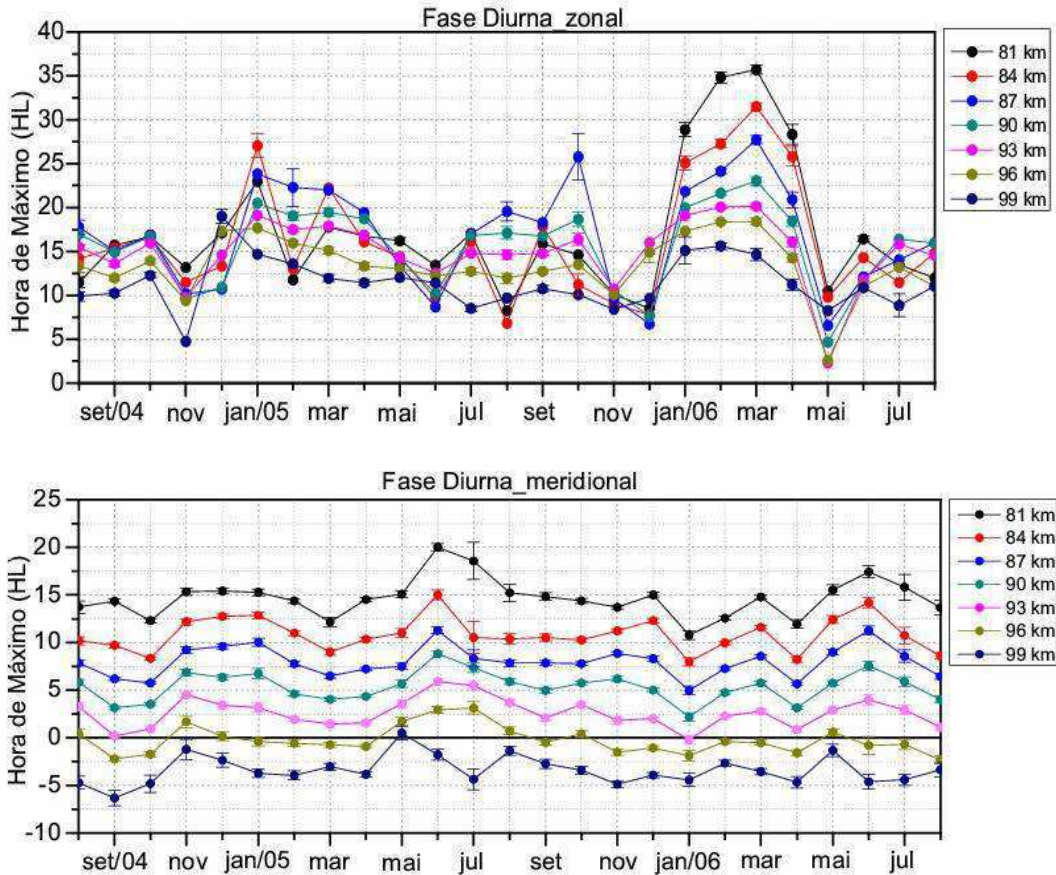 Fase Diurna_zonal
Hora de Máximo (HL)
40
35
30
25
20
15
10
5
0
set/04 nov jan/05 mar mai jul set nov jan/06 mar mai jul
81 km
84 km
87 km
90 km
93 km
96 km
99 km
Fase Diurna_meridional
Hora de Máximo (HL)
25
20
15
10
5
0
-5
-10
set/04 nov jan/05 mar mai jul set nov jan/06 mar mai jul
81 km
84 km
87 km
90 km
93 km
96 km
99 km